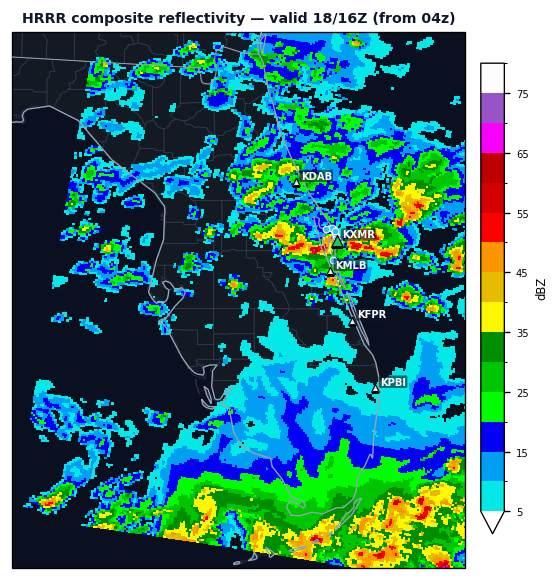 HRRR composite reflectivity — valid 18/16Z (from 04z)
KDAB
KXMR
KMLB
KFPR
KPBI
75
65
55
45
35
25
15
5
dBZ